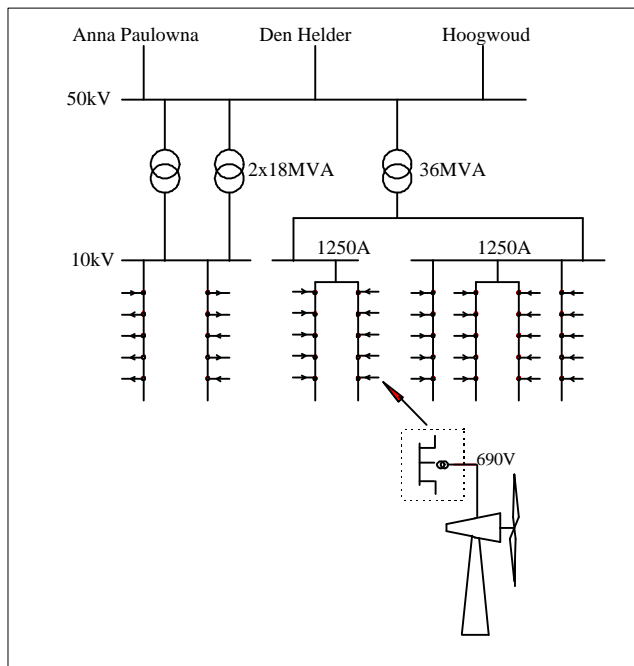 Anna Paulowna Den Helder Hoogwoud
50kV
2x18MVA 36MVA
10kV 1250A 1250A
690V